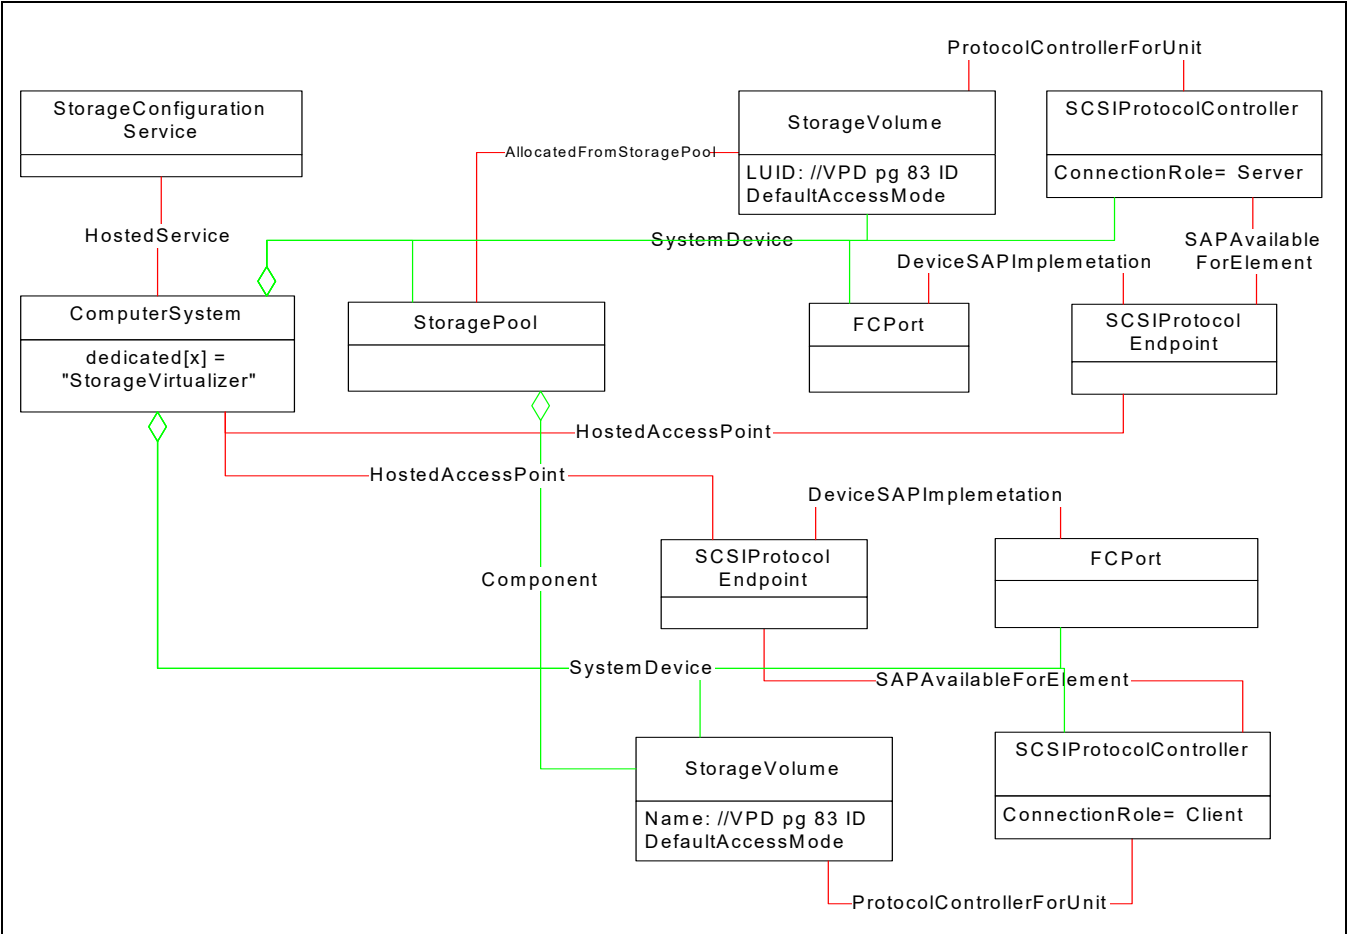 ProtocolControllerForUnit
StorageConfiguration
Service
StorageVolume
SCSIProtocolController
AllocatedFromStoragePool
LUID: //VPD pg 83 ID
DefaultAccessMode
ConnectionRole= Server
HostedService
SystemDevice
SAPAvailable
ForElement
DeviceSAPImplemetation
ComputerSystem
StoragePool
FCPort
SCSIProtocol
Endpoint
dedicated[x] =
"StorageVirtualizer"
HostedAccessPoint
HostedAccessPoint
DeviceSAPImplemetation
SCSIProtocol
Endpoint
FCPort
Component
SystemDevice
SAPAvailableForElement
StorageVolume
SCSIProtocolController
Name: //VPD pg 83 ID
DefaultAccessMode
ConnectionRole= Client
ProtocolControllerForUnit